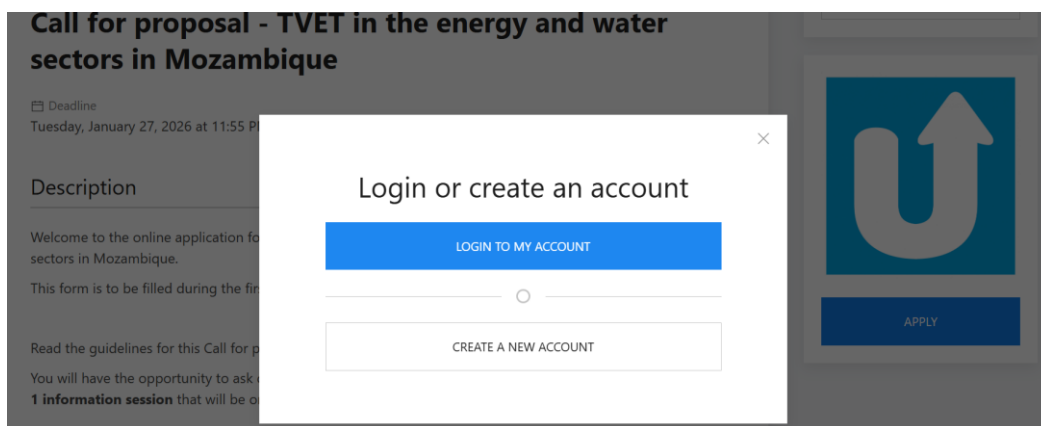 Call for proposal - TVET in the energy and water
sectors in Mozambique
Deadline
Tuesday, January 27, 2026 at 11:55 P
Description
Welcome to the online application fo
sectors in Mozambique.
This form is to be filled during the fir
Read the guidelines for this Call for p
You will have the opportunity to ask
1 information session that will be o
Login or create an account
LOGIN TO MY ACCOUNT
CREATE A NEW ACCOUNT
APPLY